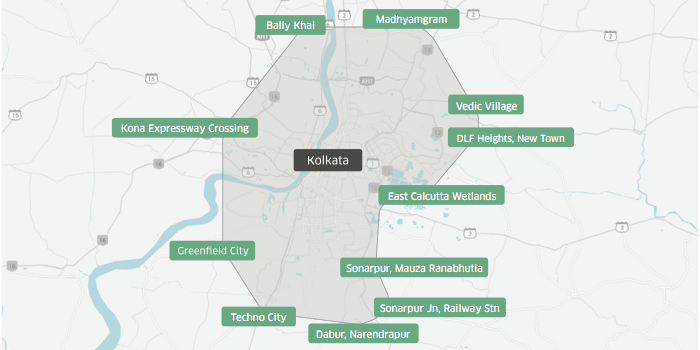 Madhyamgram
Bally Khal
2
2
AH1
15
15
15
Vedic Village
6
Kona Expressway Crossing
DLF Heights, New Town
Kolkata
1
16
6
East Calcutta Wetlands
3
3
16
Greenfield City
16
Sonarpur, Mauza Ranabhutia
Sonarpur Jn, Railway Stn
Techno City
Dabur, Narendrapur